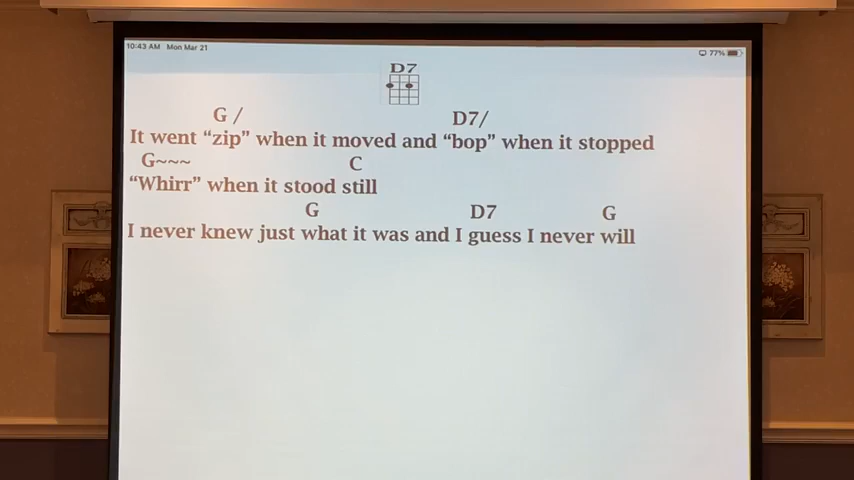 10:43 AM Mon Mar 21
77%
D7
G / D7/
It went “zip” when it moved and “bop” when it stopped
G~~~ C
“Whirr” when it stood still
G D7 G
I never knew just what it was and I guess I never will